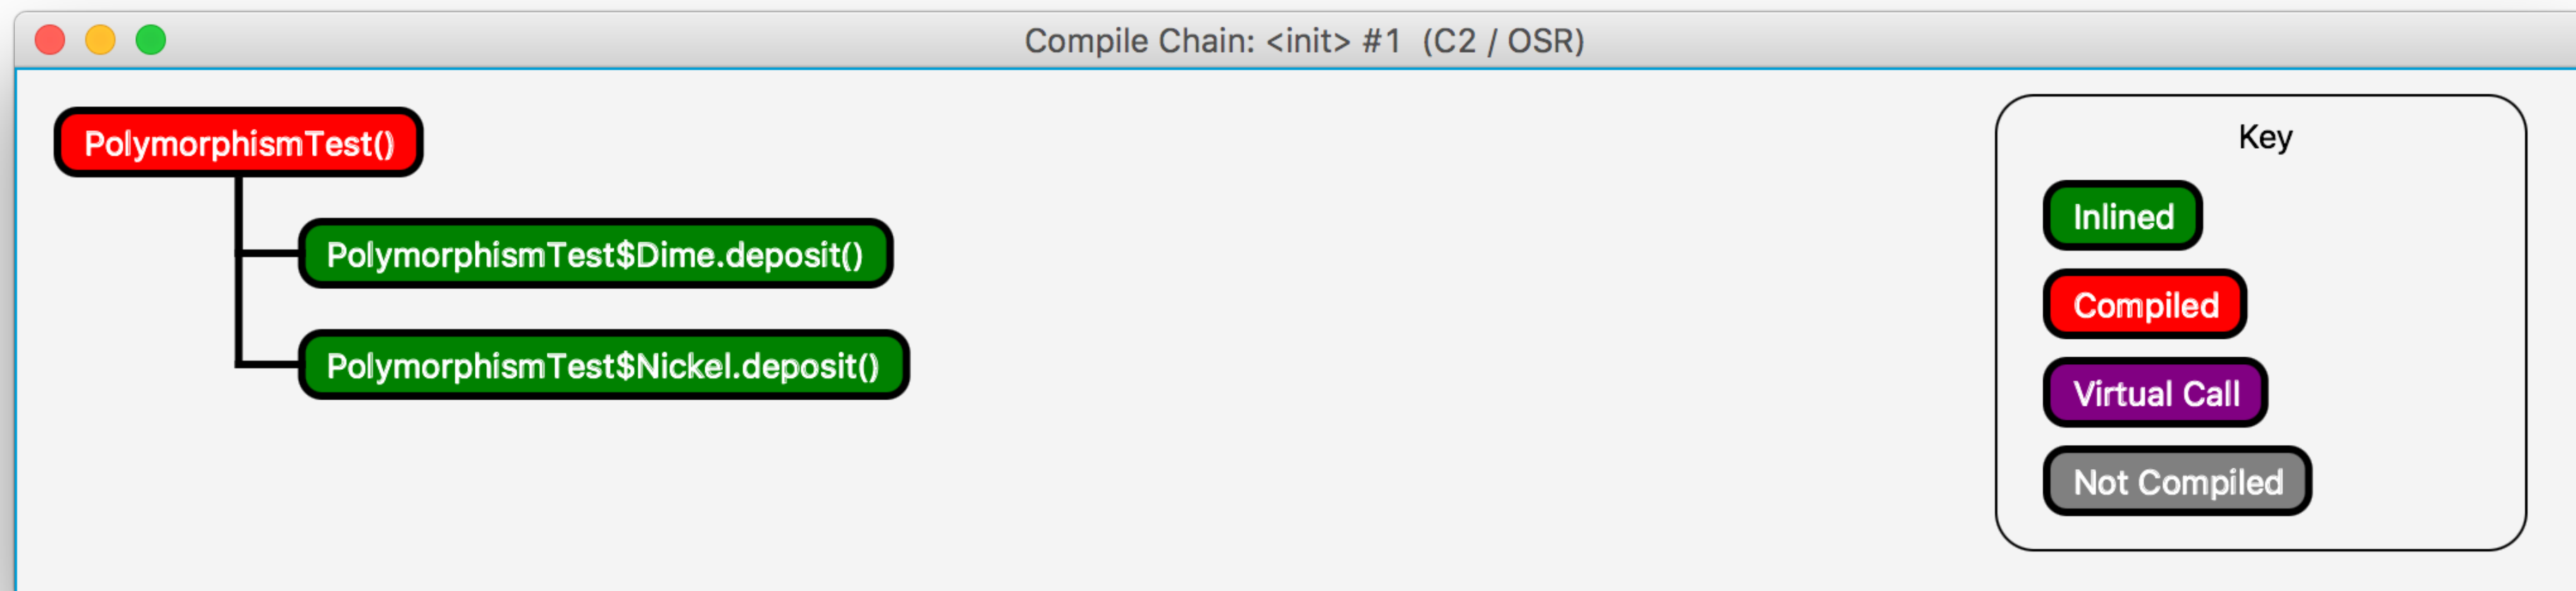 Compile Chain: <init> #1 (C2 / OSR)
PolymorphismTest()
PolymorphismTest$Dime.deposit()
PolymorphismTest$Nickel.deposit()
Key
Inlined
Compiled
Virtual Call
Not Compiled